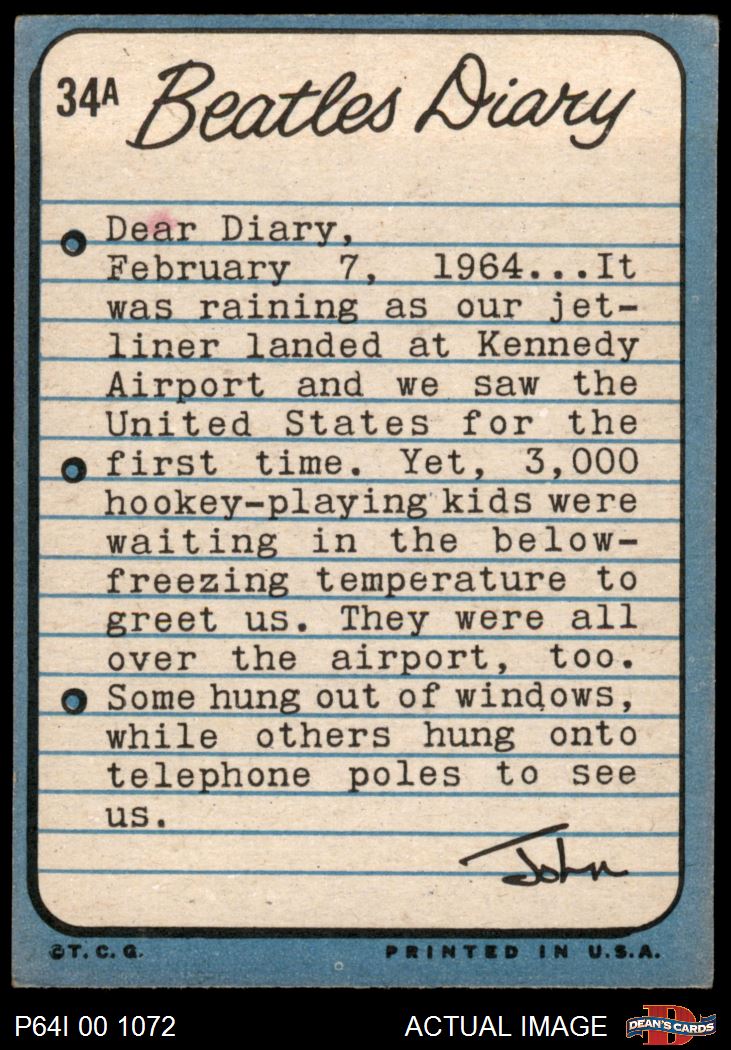 34A Beatles Diary
Dear Diary,
February 7, 1964...It
was raining as our jet-
liner landed at Kennedy
Airport and we saw the
United States for the
first time. Yet, 3,000
hookey-playing kids were
waiting in the below-
freezing temperature to
greet us. They were all
over the airport, too.
Some hung out of windows,
while others hung onto
telephone poles to see
us.
John
©T. C. G. PRINTED IN U.S.A.
P64I 00 1072 ACTUAL IMAGE DEAN'S CARDS